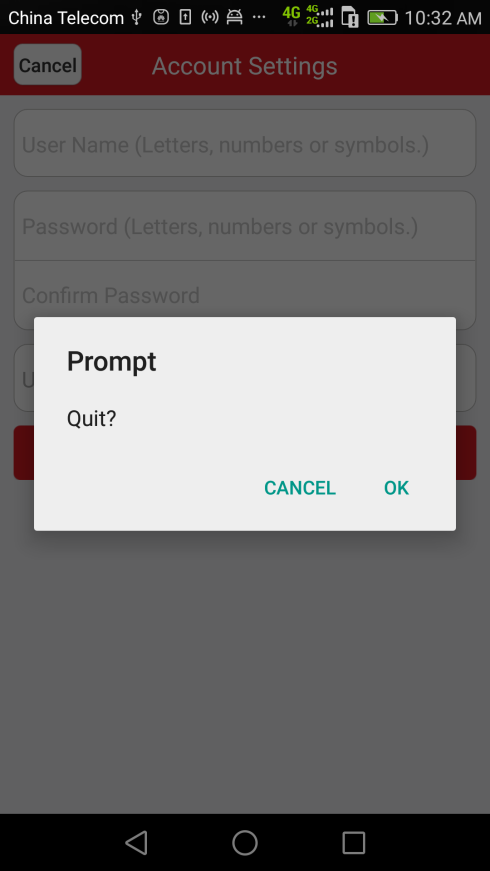 China Telecom 4G 4G 2G 10:32 AM
Cancel Account Settings
User Name (Letters, numbers or symbols.)
Password (Letters, numbers or symbols.)
Confirm Password
U
Prompt
Quit?
CANCEL OK